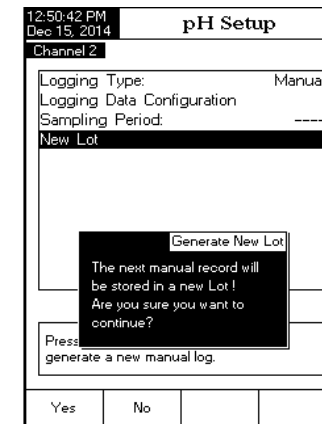 12:50:42 PM
Dec 15, 2014
pH Setup
Channel 2
Logging Type: Manua
Logging Data Configuration
Sampling Period: ----
New Lot
Generate New Lot
The next manual record will
be stored in a new Lot !
Are you sure you want to
continue?
Press
generate a new manual log.
Yes No